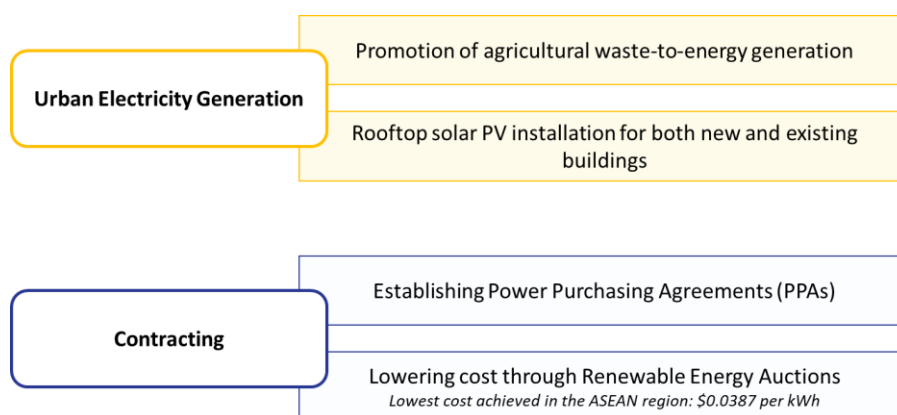 Promotion of agricultural waste-to-energy generation
Urban Electricity Generation
Rooftop solar PV installation for both new and existing
buildings
Establishing Power Purchasing Agreements (PPAs)
Contracting
Lowering cost through Renewable Energy Auctions
Lowest cost achieved in the ASEAN region: $0.0387 per kWh